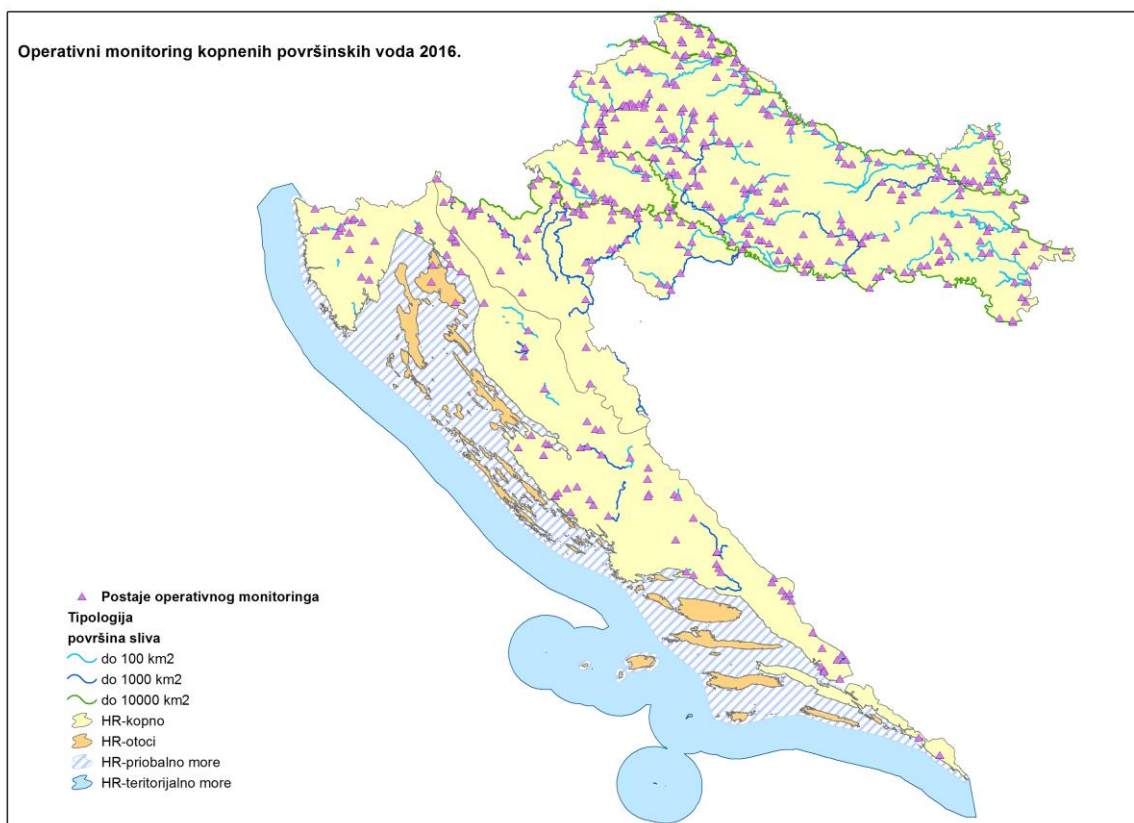 Operativni monitoring kopnenih površinskih voda 2016.
Postaje operativnog monitoringa
Tipologija
površina sliva
do 100 km2
do 1000 km2
do 10000 km2
HR-kopno
HR-otoci
HR-priobalno more
HR-teritorijalno more